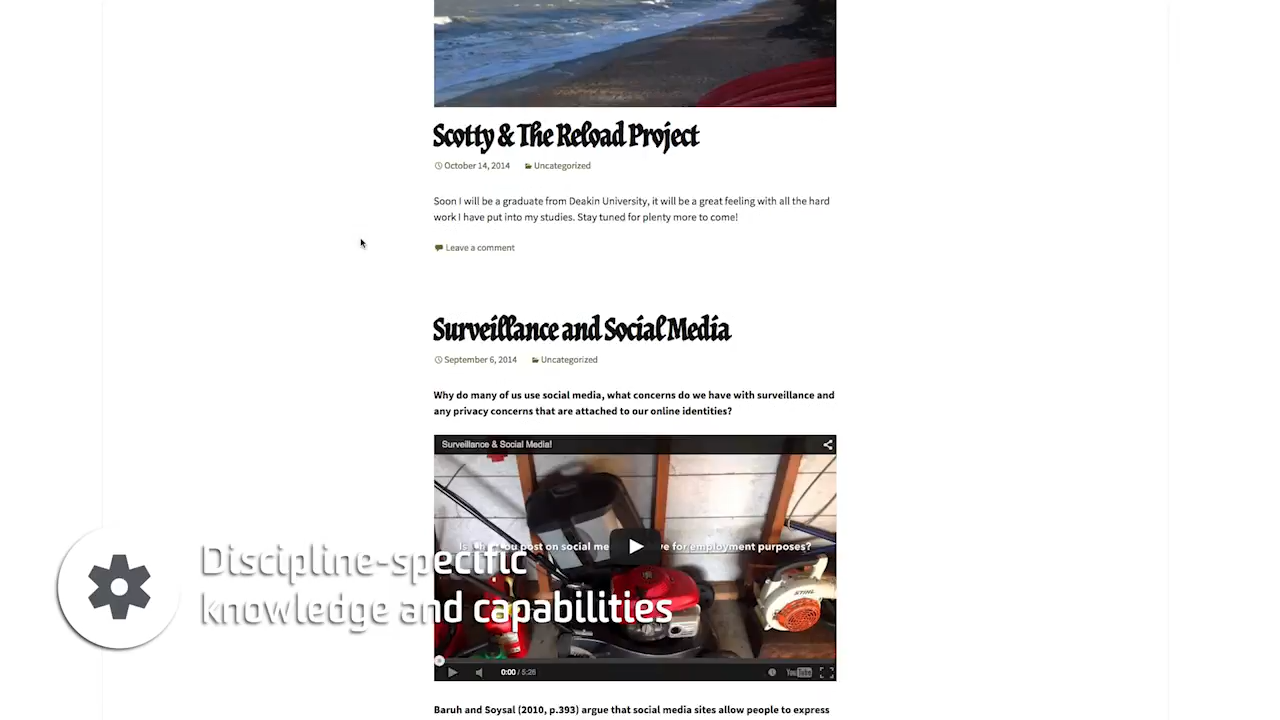 Scotty & The Reload Project
October 14, 2014 Uncategorized
Soon I will be a graduate from Deakin University, it will be a great feeling with all the hard
work I have put into my studies. Stay tuned for plenty more to come!
Leave a comment
Surveillance and Social Media
September 6, 2014 Uncategorized
Why do many of us use social media, what concerns do we have with surveillance and
any privacy concerns that are attached to our online identities?
Surveillance & Social Media!
you post on social for employment purposes?
Discipline-specific
knowledge and capabilities
STIHL
0:00 / 5:26
YouTube
Baruh and Soysal (2010, p.393) argue that social media sites allow people to express